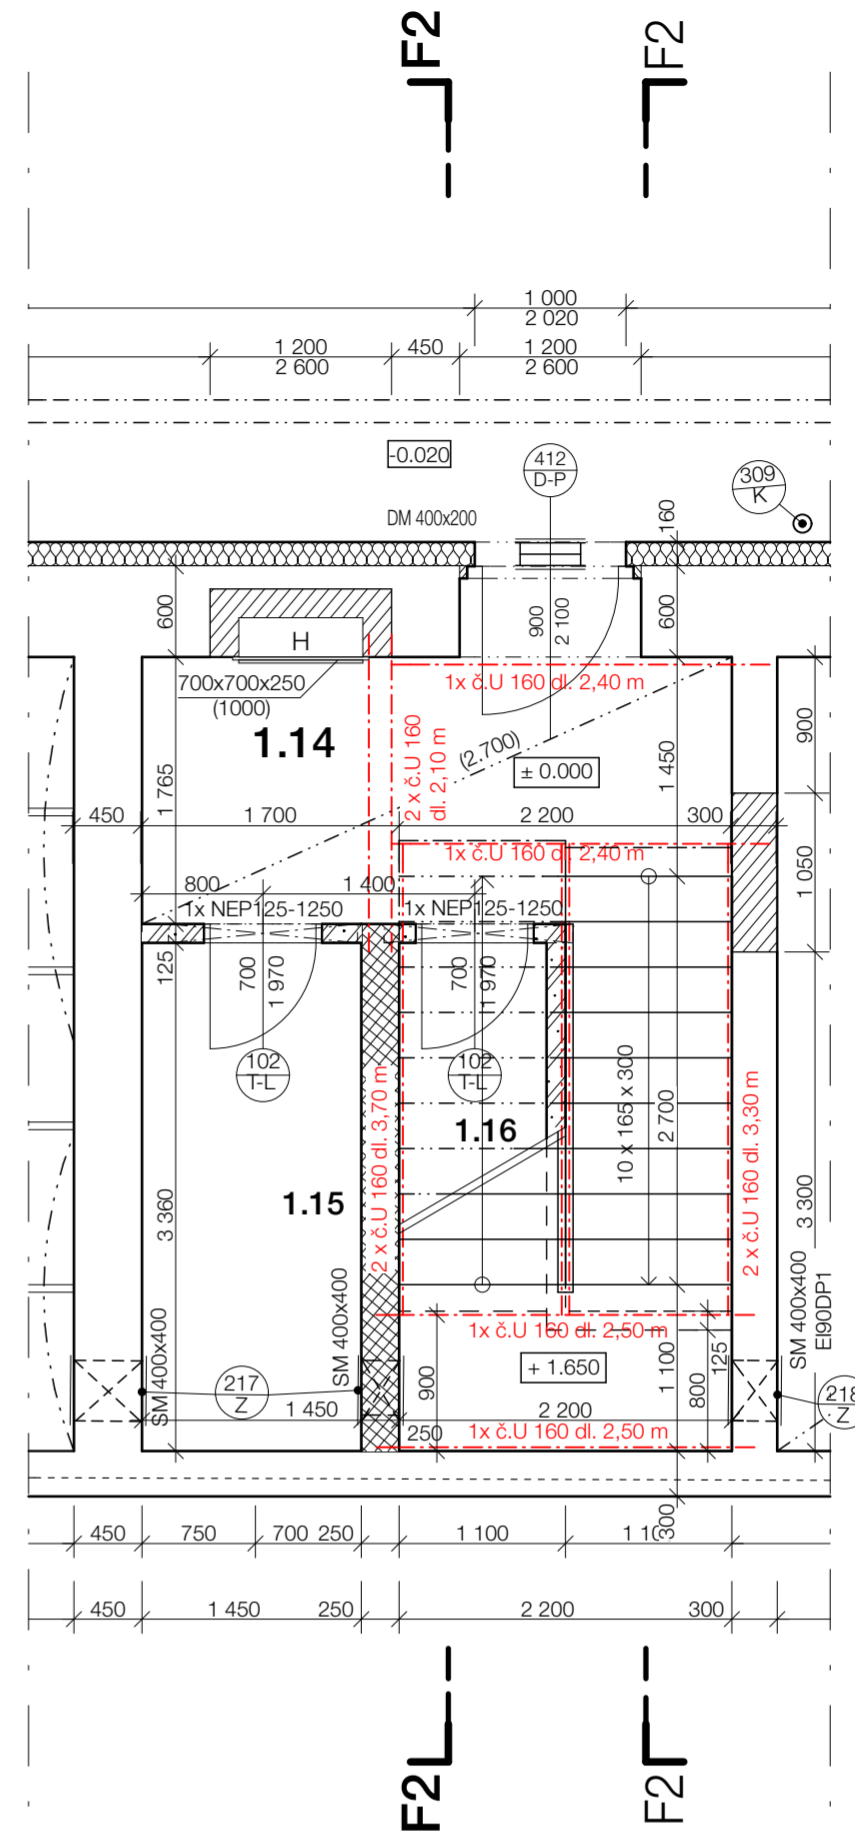 F2
F2
1 000
2 020
1 200
2 600
450
1 200
2 600
-0.020
412
D-P
309
K
DM 400x200
160
600
900
2 100
600
H
700x700x250
(1000)
1x č.U 160 dl. 2,40 m
1.14
2 x č.U 160
dl. 2,10 m
(2.700)
± 0.000
1 450
900
1 765
450
1 700
2 200
300
1x č.U 160 dl. 2,40 m
1 050
800
1 400
1x NEP125-1250
1x NEP125-1250
125
700
1 970
700
1 970
102
T-L
102
T-L
2 x č.U 160 dl. 3,70 m
1.16
10 x 165 x 300
2 700
2 x č.U 160 dl. 3,30 m
1.15
3 360
3 300
SM 400x400
SM 400x400
SM 400x400
EI90DP1
1x č.U 160 dl. 2,50 m
217
Z
900
+ 1.650
1 100
800
125
218
Z
1 450
2 200
250
1x č.U 160 dl. 2,50 m
300
450
750
700
250
1 100
450
1 450
250
2 200
300
F2
F2